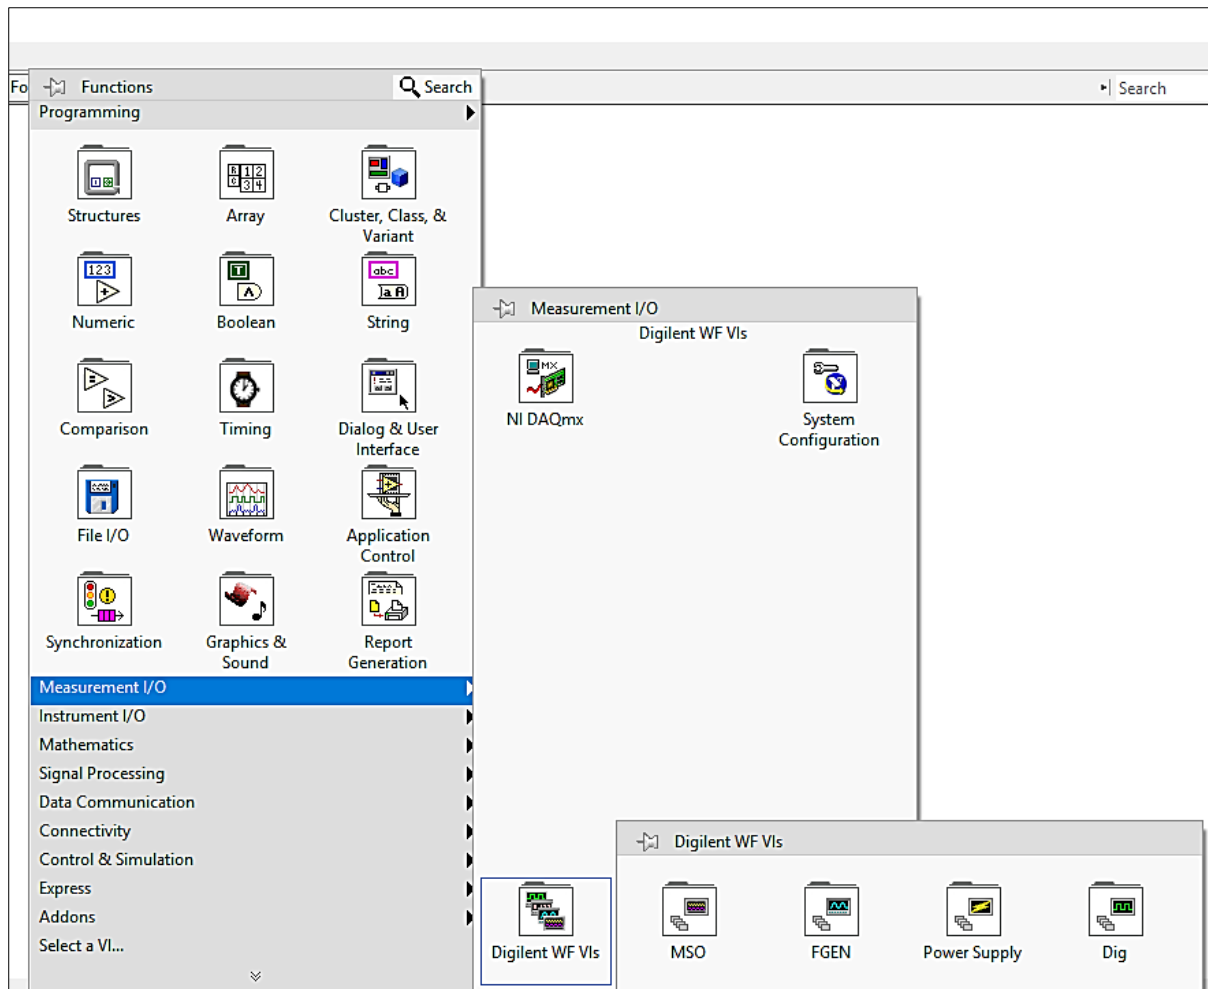 Fo
Functions
Search
Search
Programming
Structures
Array
Cluster, Class, &
Variant
Numeric
Boolean
String
Comparison
Timing
Dialog & User
Interface
File I/O
Waveform
Application
Control
Synchronization
Graphics &
Sound
Report
Generation
Measurement I/O
Instrument I/O
Mathematics
Signal Processing
Data Communication
Connectivity
Control & Simulation
Express
Addons
Select a VI...
Measurement I/O
Digilent WF VIs
NI DAQmx
System
Configuration
Digilent WF VIs
Digilent WF VIs
MSO
FGEN
Power Supply
Dig